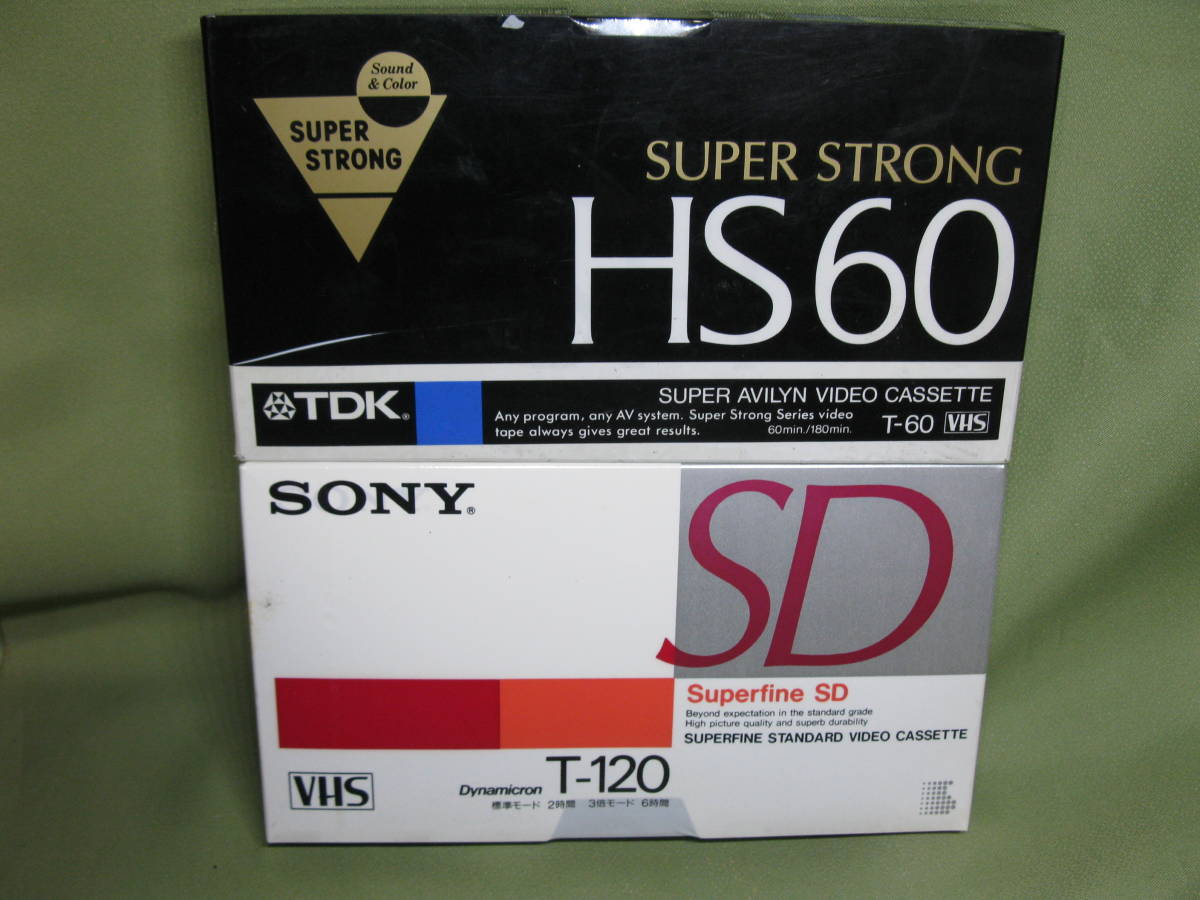 Sound
& Color
SUPER
STRONG
SUPER STRONG
HS60
TDK®
SUPER AVILYN VIDEO CASSETTE
Any program, any AV system. Super Strong Series video
tape always gives great results.
60min./180min.
T-60 VHS
SONY®
SD
Superfine SD
Beyond expectation in the standard grade
High picture quality and superb durability
SUPERFINE STANDARD VIDEO CASSETTE
VHS
Dynamicron T-120
標準モード 2時間 3倍モード 6時間